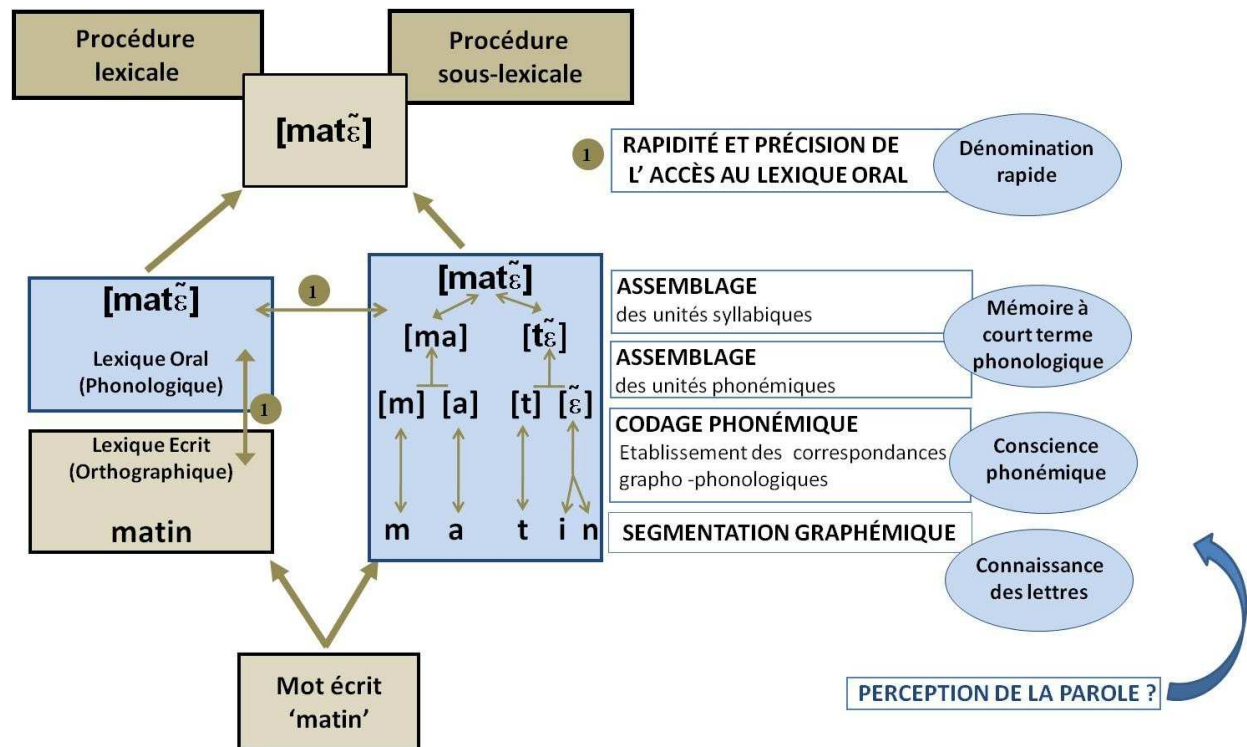 Procédure
lexicale
Procédure
sous-lexicale
[matɛ̃]
1
RAPIDITÉ ET PRÉCISION DE
L' ACCÈS AU LEXIQUE ORAL
Dénomination
rapide
[matɛ̃]
Lexique Oral
(Phonologique)
1
1
Lexique Ecrit
(Orthographique)
matin
[matɛ̃]
[ma] [tɛ̃]
[m] [a] [t] [ɛ̃]
m a t i n
ASSEMBLAGE
des unités syllabiques
ASSEMBLAGE
des unités phonémiques
Mémoire à
court terme
phonologique
CODAGE PHONÉMIQUE
Etablissement des correspondances
grapho -phonologiques
Conscience
phonémique
SEGMENTATION GRAPHÉMIQUE
Connaissance
des lettres
Mot écrit
‘matin’
PERCEPTION DE LA PAROLE ?